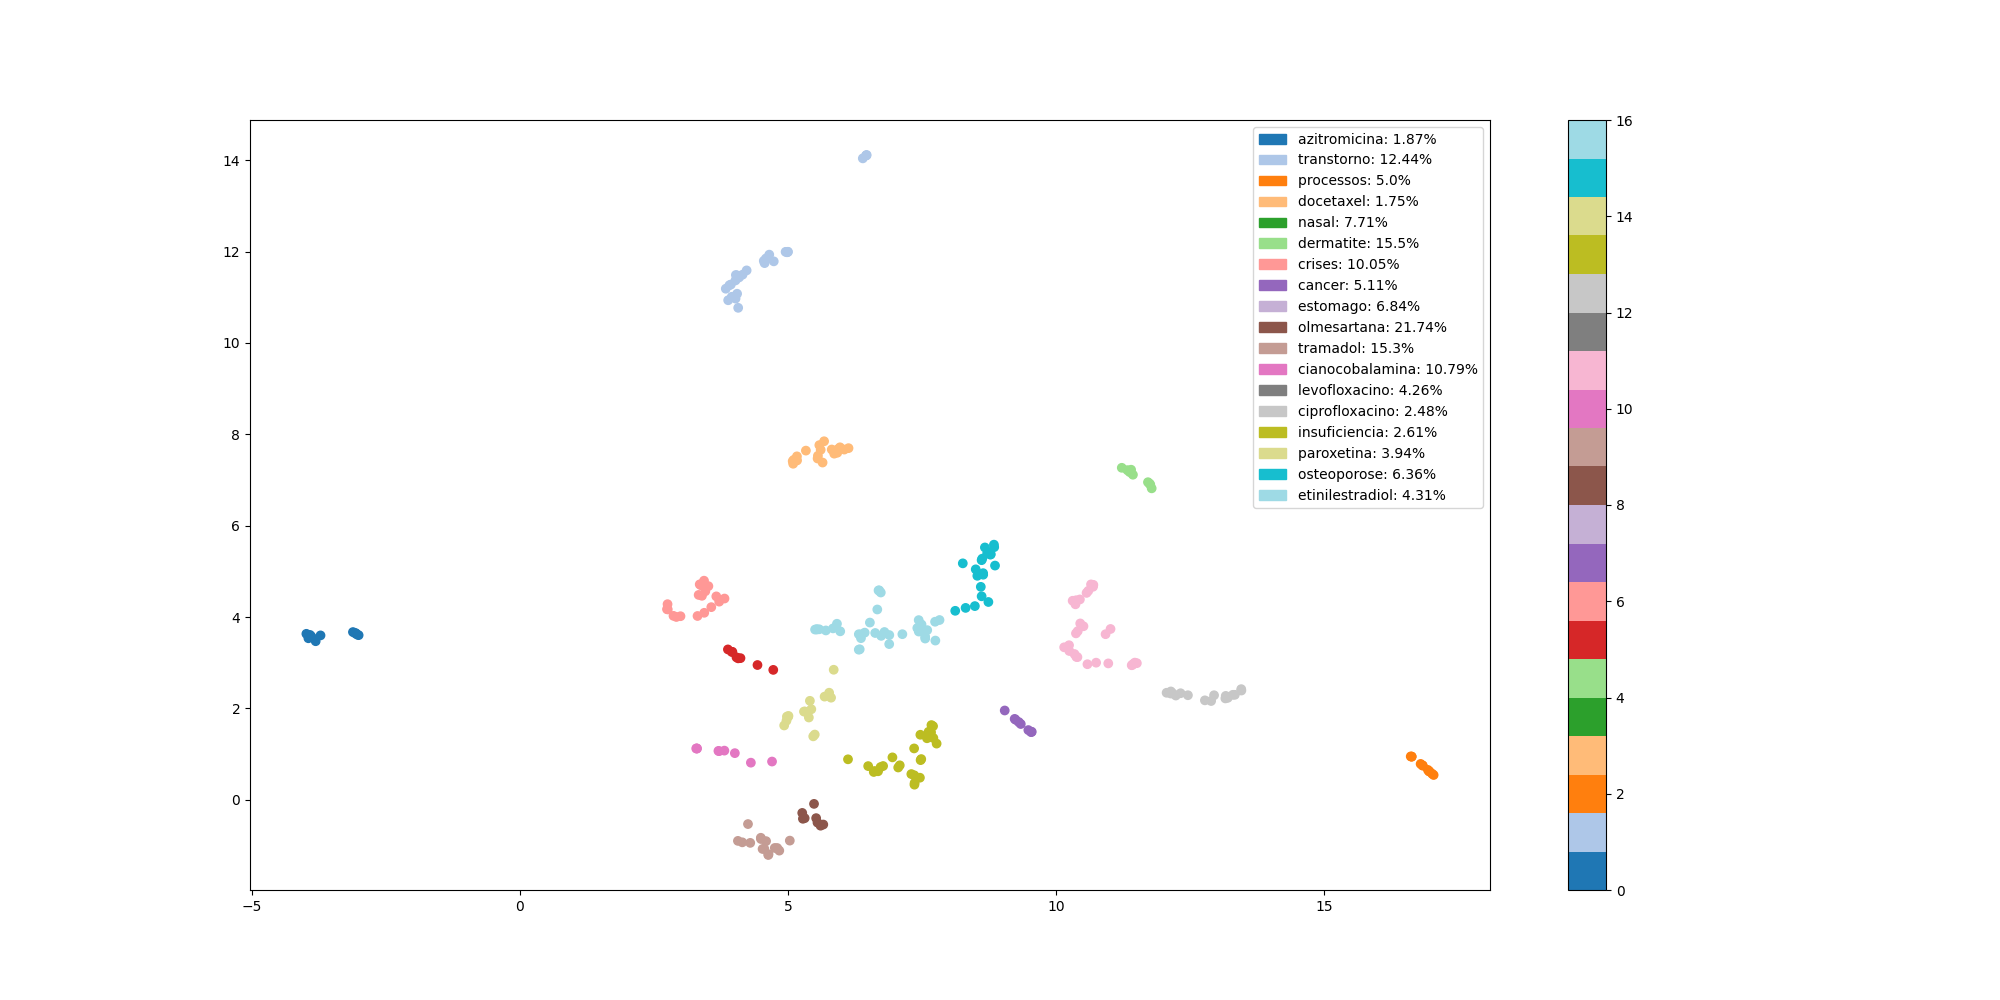 14
12
10
8
6
4
2
0
−5
0
5
10
15
azitromicina: 1.87%
transtorno: 12.44%
processos: 5.0%
docetaxel: 1.75%
nasal: 7.71%
dermatite: 15.5%
crises: 10.05%
cancer: 5.11%
estomago: 6.84%
olmesartana: 21.74%
tramadol: 15.3%
cianocobalamina: 10.79%
levofloxacino: 4.26%
ciprofloxacino: 2.48%
insuficiencia: 2.61%
paroxetina: 3.94%
osteoporose: 6.36%
etinilestradiol: 4.31%
16
14
12
10
8
6
4
2
0